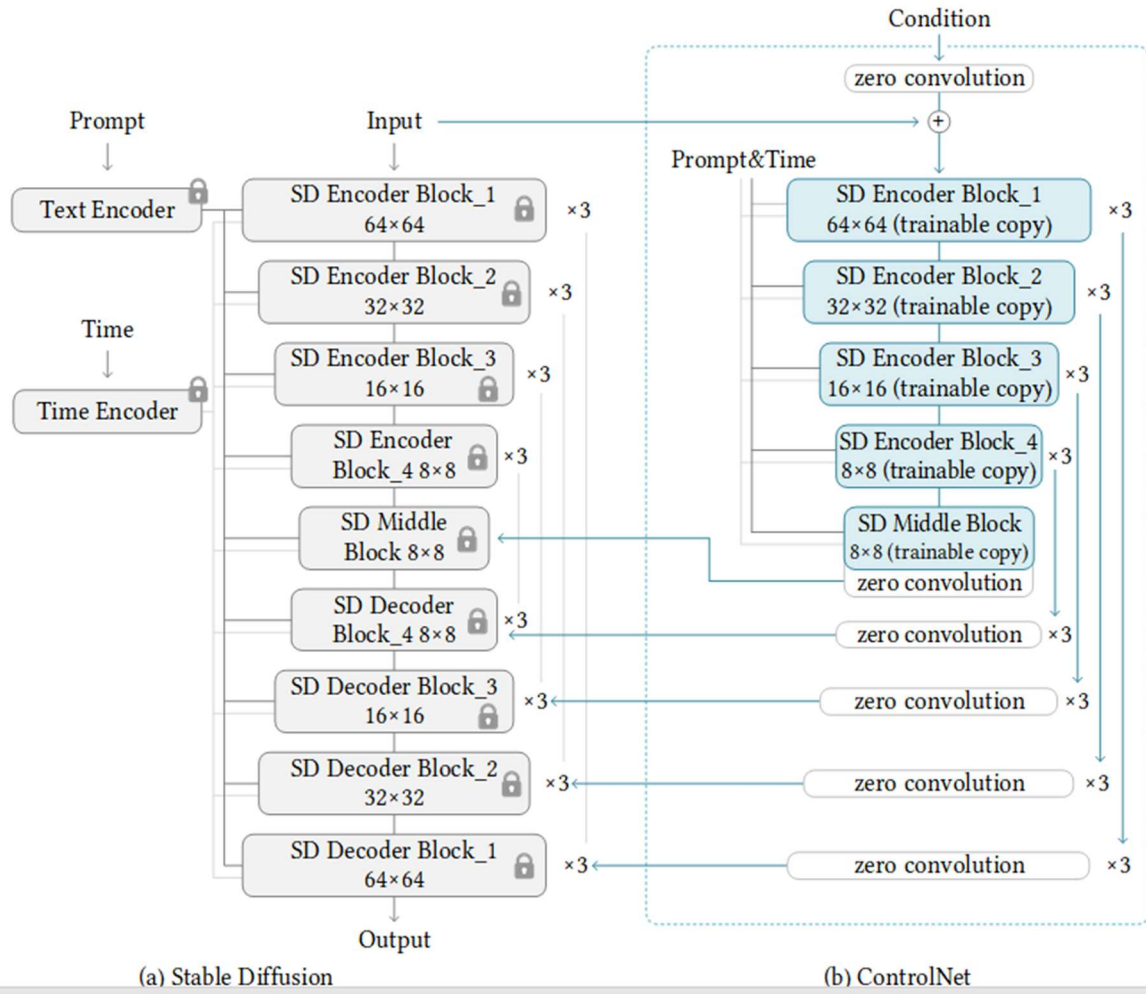 Condition
zero convolution
Prompt
Input
+
Prompt&Time
Text Encoder
SD Encoder Block_1
64×64
×3
SD Encoder Block_1
64×64 (trainable copy)
×3
SD Encoder Block_2
32×32
×3
SD Encoder Block_2
32×32 (trainable copy)
×3
Time
SD Encoder Block_3
16×16
×3
SD Encoder Block_3
16×16 (trainable copy)
×3
Time Encoder
SD Encoder
Block_4 8×8
×3
SD Encoder Block_4
8×8 (trainable copy)
×3
SD Middle
Block 8×8
SD Middle Block
8×8 (trainable copy)
zero convolution
SD Decoder
Block_4 8×8
×3
zero convolution
×3
SD Decoder Block_3
16×16
×3
zero convolution
×3
SD Decoder Block_2
32×32
×3
zero convolution
×3
SD Decoder Block_1
64×64
×3
zero convolution
×3
Output
(a) Stable Diffusion
(b) ControlNet